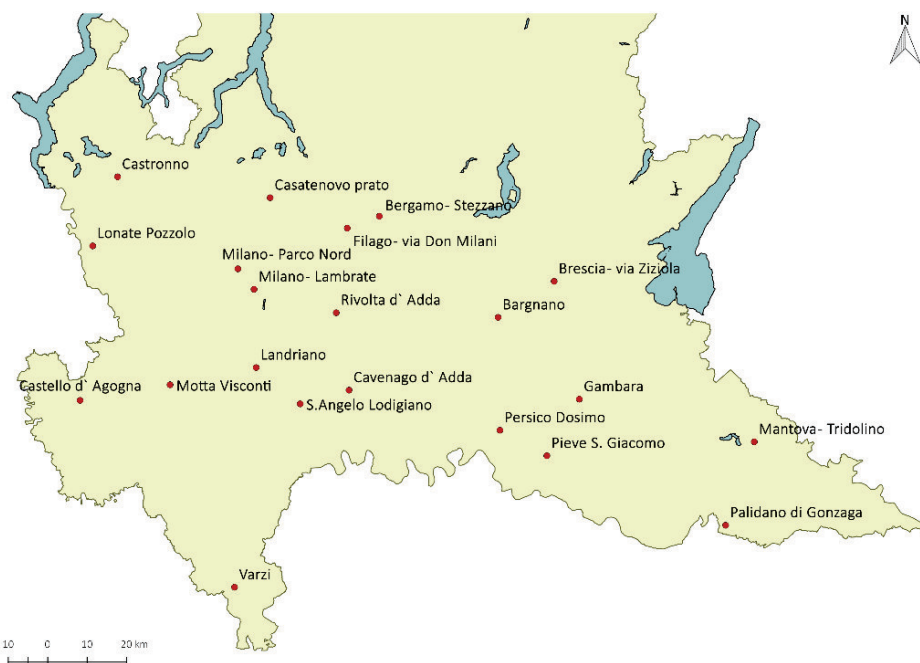 N
Castronno
Casatenovo prato
Bergamo- Stezzano
Filago- via Don Milani
Lonate Pozzolo
Milano- Parco Nord
Milano- Lambrate
Brescia- via Ziziola
Rivolta d` Adda
Bargnano
Landriano
Castello d` Agogna
Motta Visconti
Cavenago d` Adda
Gambara
S.Angelo Lodigiano
Persico Dosimo
Mantova- Tridolino
Pieve S. Giacomo
Palidano di Gonzaga
Varzi
10 0 10 20 km